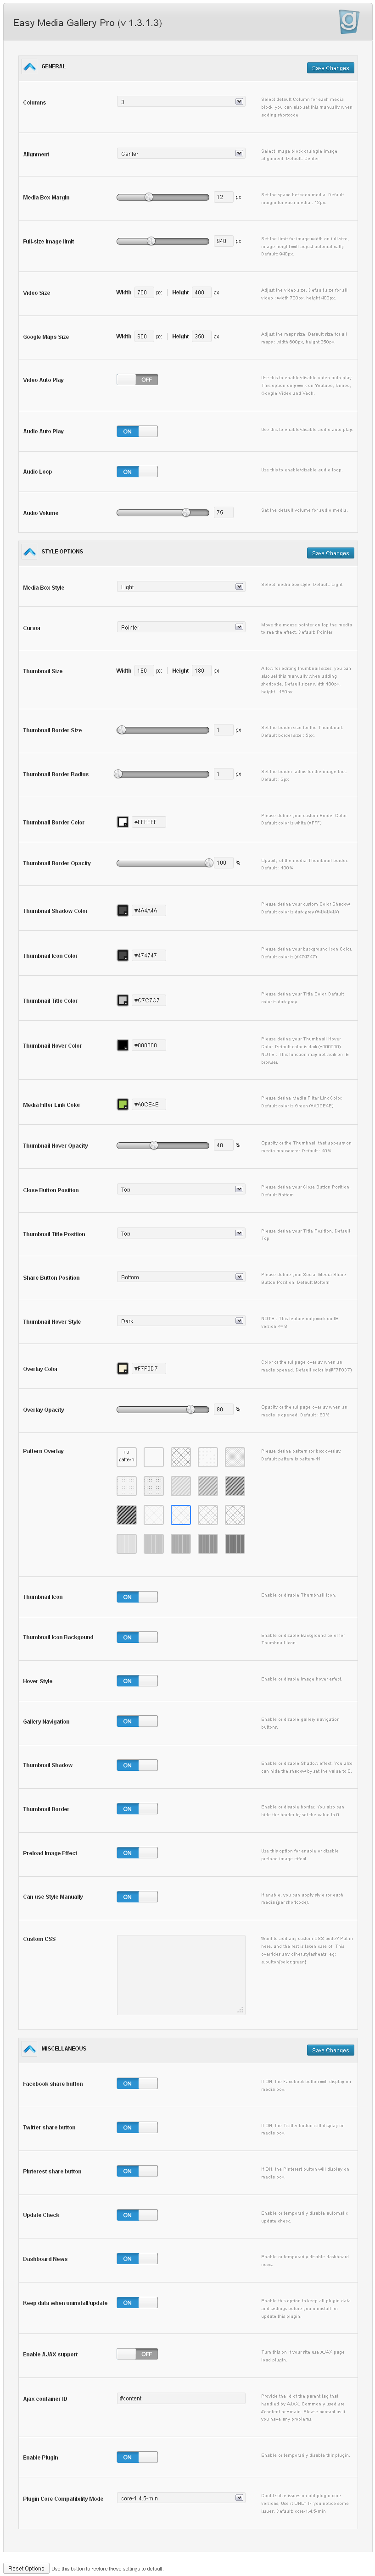 Easy Media Gallery Pro (v 1.3.1.3)
GENERAL
Save Changes
Columns
3
Select default Column for each media
block, you can also set this manually when
adding shortcode.
Alignment
Center
Select image block or single image
alignment. Default: Center
Media Box Margin
12 px
Set the space between media. Default
margin for each media : 12px.
Full-size image limit
940 px
Set the limit for image width on full-size,
image height will adjust automatically.
Default: 940px.
Video Size
Width 700 px Height 400 px
Adjust the video size. Default size for all
video : width 700px, height 400px.
Google Maps Size
Width 600 px Height 350 px
Adjust the maps size. Default size for all
maps : width 600px, height 350px.
Video Auto Play
OFF
Use this to enable/disable video auto play.
This option only work on Youtube, Vimeo,
Google Video and Veoh.
Audio Auto Play
ON
Use this to enable/disable audio auto play.
Audio Loop
ON
Use this to enable/disable audio loop.
Audio Volume
75
Set the default volume for audio media.
STYLE OPTIONS
Save Changes
Media Box Style
Light
Select media box style. Default: Light
Cursor
Pointer
Move the mouse pointer on top the media
to see the effect. Default: Pointer
Thumbnail Size
Width 180 px Height 180 px
Allow for editing thumbnail sizes, you can
also set this manually when adding
shortcode. Default sizes width: 180px,
height : 180px
Thumbnail Border Size
1 px
Set the border size for the Thumbnail.
Default border size : 5px.
Thumbnail Border Radius
1 px
Set the border radius for the image box.
Default : 3px.
Thumbnail Border Color
#FFFFFF
Please define your custom Border Color.
Default color is white (#FFF).
Thumbnail Border Opacity
100 %
Opacity of the media Thumbnail border.
Default : 100%
Thumbnail Shadow Color
#4A4A4A
Please define your custom Color Shadow.
Default color is dark grey (#4A4A4A).
Thumbnail Icon Color
#474747
Please define your background Icon Color.
Default color is (#474747)
Thumbnail Title Color
#C7C7C7
Please define your Title Color. Default
color is dark gray.
Thumbnail Hover Color
#000000
Please define your Thumbnail Hover
Color. Default color is dark(#000000).
NOTE : This function may not work on IE
browser.
Media Filter Link Color
#A0CE4E
Please define Media Filter Link Color.
Default color is Green (#A0CE4E).
Thumbnail Hover Opacity
40 %
Opacity of the Thumbnail that appears on
media mouseover. Default : 40%
Close Button Position
Top
Please define your Close Button Position.
Default Bottom
Thumbnail Title Position
Top
Please define your Title Position. Default
Top
Share Button Position
Bottom
Please define your Social Media Share
Button Position. Default Bottom
Thumbnail Hover Style
Dark
NOTE : This feature only work on IE
Overlay Color
#F7F0D7
Color of the fullpage overlay when an
media opened. Default color is (#F7F0D7).
Overlay Opacity
80 %
Opacity of the fullpage overlay when an
media is opened. Default : 80%
Pattern Overlay
no
pattern
Please define pattern for box overlay.
Default pattern is pattern-11
Thumbnail Icon
ON
Enable or disable Thumbnail Icon.
Thumbnail Icon Backgound
ON
Enable or disable Background color for
Thumbnail Icon.
Hover Style
ON
Enable or disable image hover effect.
Gallery Navigation
ON
Enable or disable gallery navigation
buttons.
Thumbnail Shadow
ON
Enable or disable Shadow effect. You also
can hide the shadow by set the value to 0.
Thumbnail Border
ON
Enable or disable border. You also can
hide the border by set the value to 0.
Preload Image Effect
ON
Use this option for enable or disable
preload image effect.
Can use Style Manually
ON
If enable, you can apply style for each
media (per-shortcode).
Custom CSS
Want to add any custom CSS code? Put in
here, and the rest is taken care of. This
overrides any other stylesheets. eg:
a.button{color:green}
MISCELLANEOUS
Save Changes
Facebook share button
ON
If ON, the Facebook button will display on
media box.
Twitter share button
ON
If ON, the Twitter button will display on
media box.
Pinterest share button
ON
If ON, the Pinterest button will display on
media box.
Update Check
ON
Enable or temporarily disable automatic
update check.
Dashboard News
ON
Enable or temporarily disable dashboard
news.
Keep data when uninstall/update
ON
Enable this option to keep all plugin data
and settings before you uninstall for
update this plugin.
Enable AJAX support
OFF
Turn this on if your site use AJAX page
load plugin.
Ajax container ID
#content
Provide the id of the parent tag that
handled by AJAX. Commonly used are
#content or #main. Please contact us if
you have any problems.
Enable Plugin
ON
Enable or temporarily disable this plugin.
Plugin Core Compatibility Mode
core-1.4.5-min
Could solve issues on old plugin core
versions. Use it ONLY IF you notice some
issues. Default: core-1.4.5-min
Reset Options
Use this button to restore these settings to default.